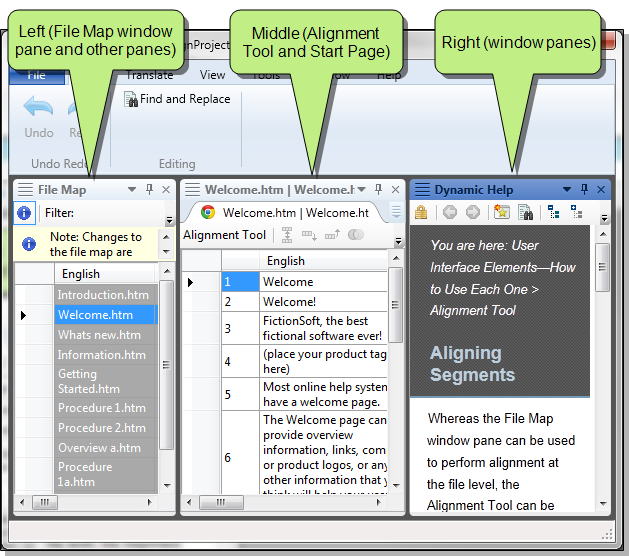 Left (File Map window
pane and other panes)
Middle (Alignment
Tool and Start Page)
Right (window panes)
File
Translate
View
Tools
Help
Find and Replace
Undo
Undo
Editing
File Map
Welcome.htm | Welcome.h
Dynamic Help
Filter:
Welcome.htm | Welcome.ht
Note: Changes to
the file map are
Alignment Tool
English
Introduction.htm
Welcome.htm
Whats new.htm
Information.htm
Getting
Started.htm
Procedure 1.htm
Procedure 2.htm
Overview a.htm
Procedure
1a.htm
English
1 Welcome
2 Welcome!
3 FictionSoft, the best
fictional software ever!
4 (place your product tag
here)
5 Most online help system
have a welcome page.
The Welcome page can
provide overview
information, links, com
6 or product logos, or any
other information that y
think will help your
You are here: User
Interface Elements—How
to Use Each One >
Alignment Tool
Aligning
Segments
Whereas the File Map
window pane can be used
to perform alignment at
the file level, the
Alignment Tool can be